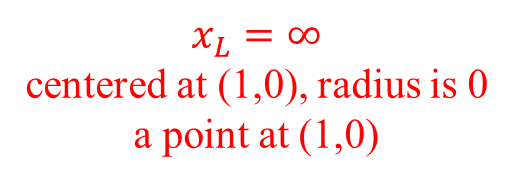 x_L = ∞
centered at (1,0), radius is 0
a point at (1,0)